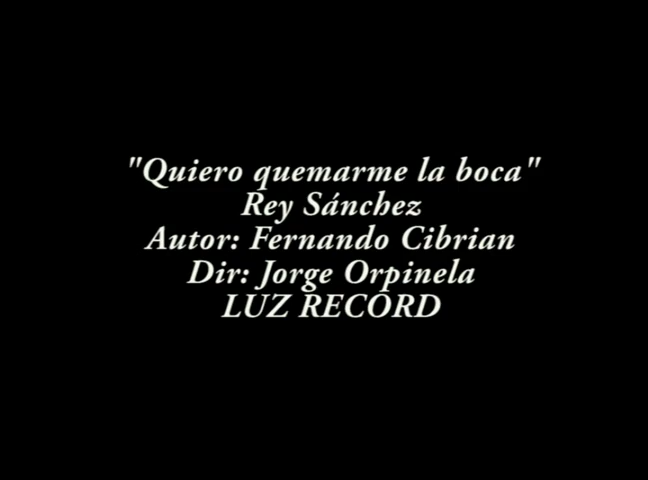 "Quiero quemarme la boca"
Rey Sánchez
Autor: Fernando Cibrian
Dir: Jorge Orpinela
LUZ RECORD